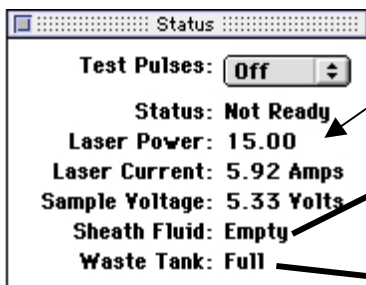 Status
Test Pulses: Off
Status: Not Ready
Laser Power: 15.00
Laser Current: 5.92 Amps
Sample Voltage: 5.33 Volts
Sheath Fluid: Empty
Waste Tank: Full